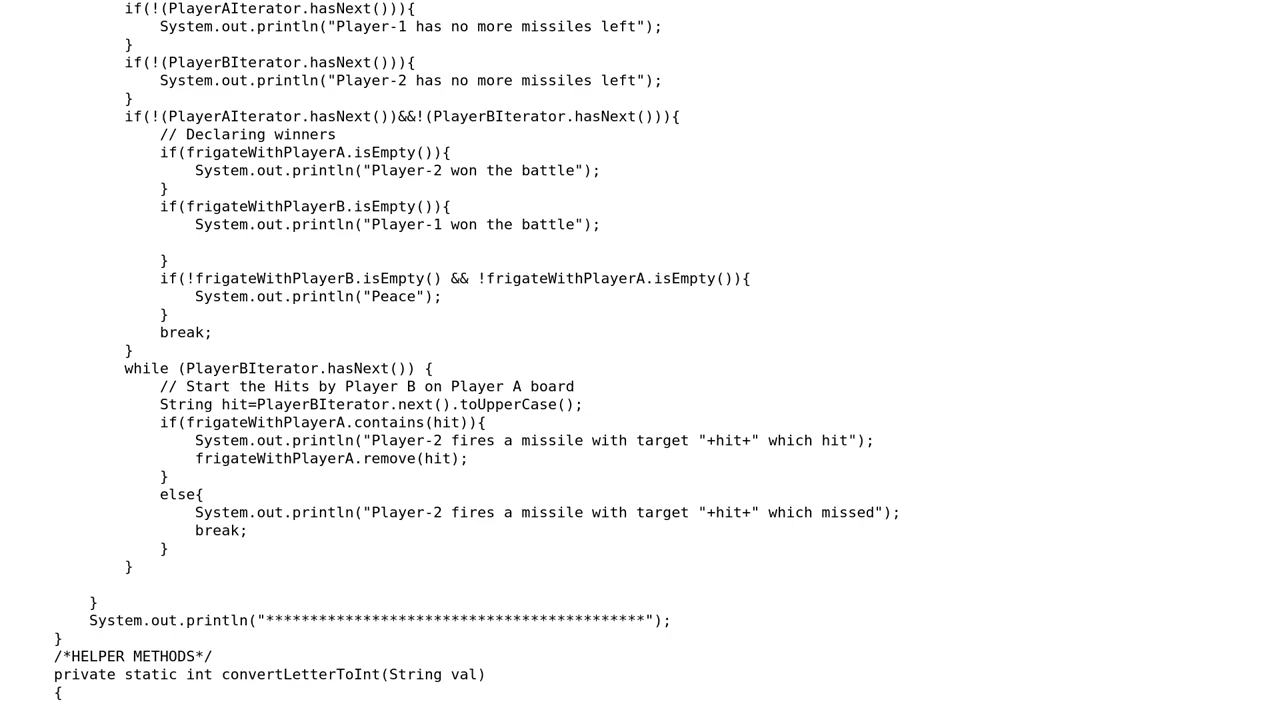 if(!(PlayerAIterator.hasNext())){
System.out.println("Player-1 has no more missiles left");
}
if(!(PlayerBIterator.hasNext())){
System.out.println("Player-2 has no more missiles left");
}
if(!(PlayerAIterator.hasNext())&&!(PlayerBIterator.hasNext())){
// Declaring winners
if(frigateWithPlayerA.isEmpty()){
System.out.println("Player-2 won the battle");
}
if(frigateWithPlayerB.isEmpty()){
System.out.println("Player-1 won the battle");
}
if(!frigateWithPlayerB.isEmpty() && !frigateWithPlayerA.isEmpty()){
System.out.println("Peace");
}
break;
}
while (PlayerBIterator.hasNext()) {
// Start the Hits by Player B on Player A board
String hit=PlayerBIterator.next().toUpperCase();
if(frigateWithPlayerA.contains(hit)){
System.out.println("Player-2 fires a missile with target "+hit+" which hit");
frigateWithPlayerA.remove(hit);
}
else{
System.out.println("Player-2 fires a missile with target "+hit+" which missed");
break;
}
}
}
System.out.println("*******************************************");
}
/*HELPER METHODS*/
private static int convertLetterToInt(String val)
{